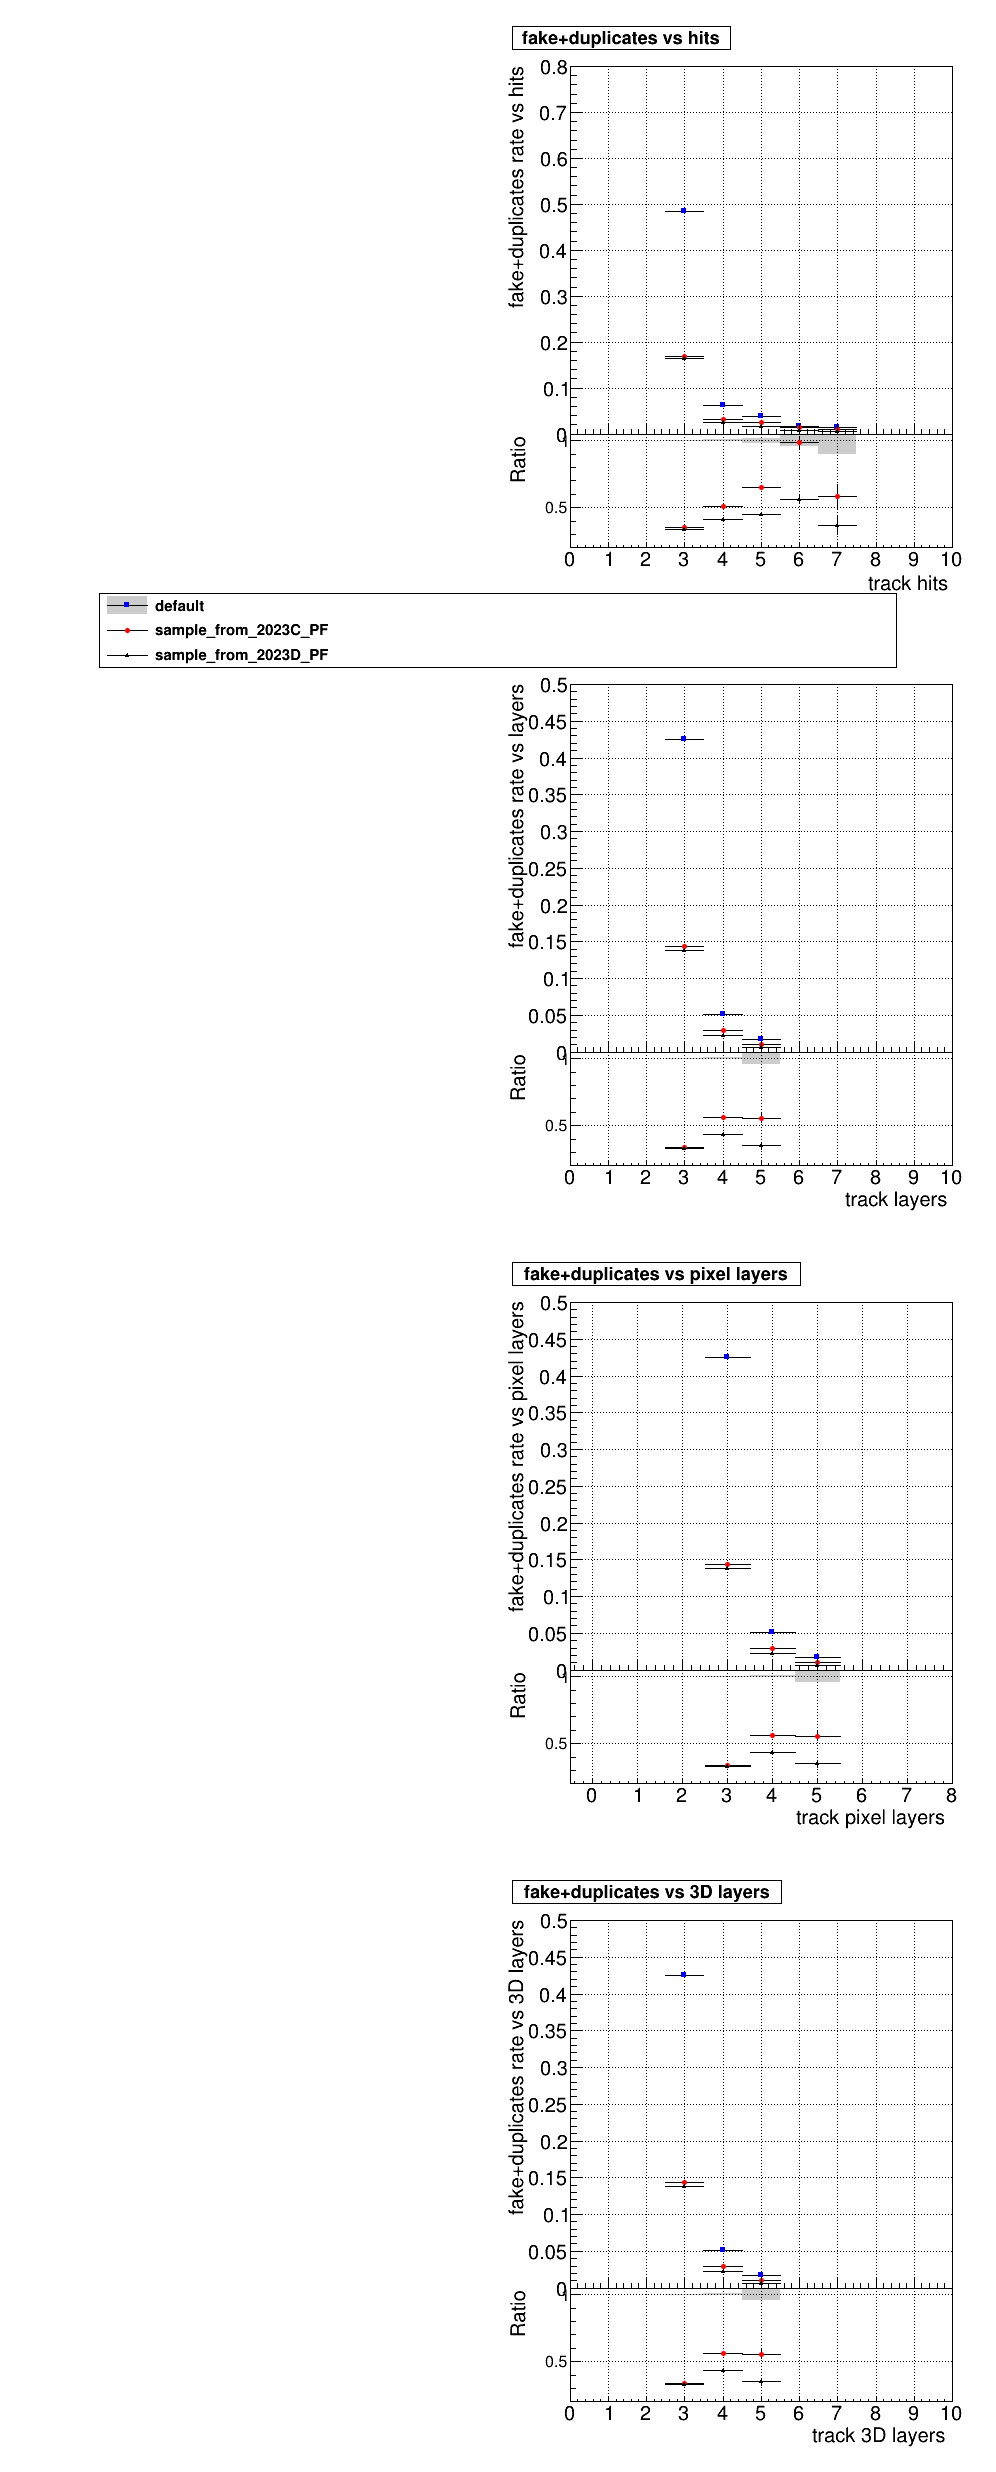 fake+duplicates vs hits
fake+duplicates rate vs hits
0.8
0.7
0.6
0.5
0.4
0.3
0.2
0.1
0
Ratio
1
0.5
0 1 2 3 4 5 6 7 8 9 10
track hits
default
sample_from_2023C_PF
sample_from_2023D_PF
fake+duplicates rate vs layers
0.5
0.45
0.4
0.35
0.3
0.25
0.2
0.15
0.1
0.05
0
Ratio
1
0.5
0 1 2 3 4 5 6 7 8 9 10
track layers
fake+duplicates vs pixel layers
fake+duplicates rate vs pixel layers
0.5
0.45
0.4
0.35
0.3
0.25
0.2
0.15
0.1
0.05
0
Ratio
1
0.5
0 1 2 3 4 5 6 7 8
track pixel layers
fake+duplicates vs 3D layers
fake+duplicates rate vs 3D layers
0.5
0.45
0.4
0.35
0.3
0.25
0.2
0.15
0.1
0.05
0
Ratio
1
0.5
0 1 2 3 4 5 6 7 8 9 10
track 3D layers